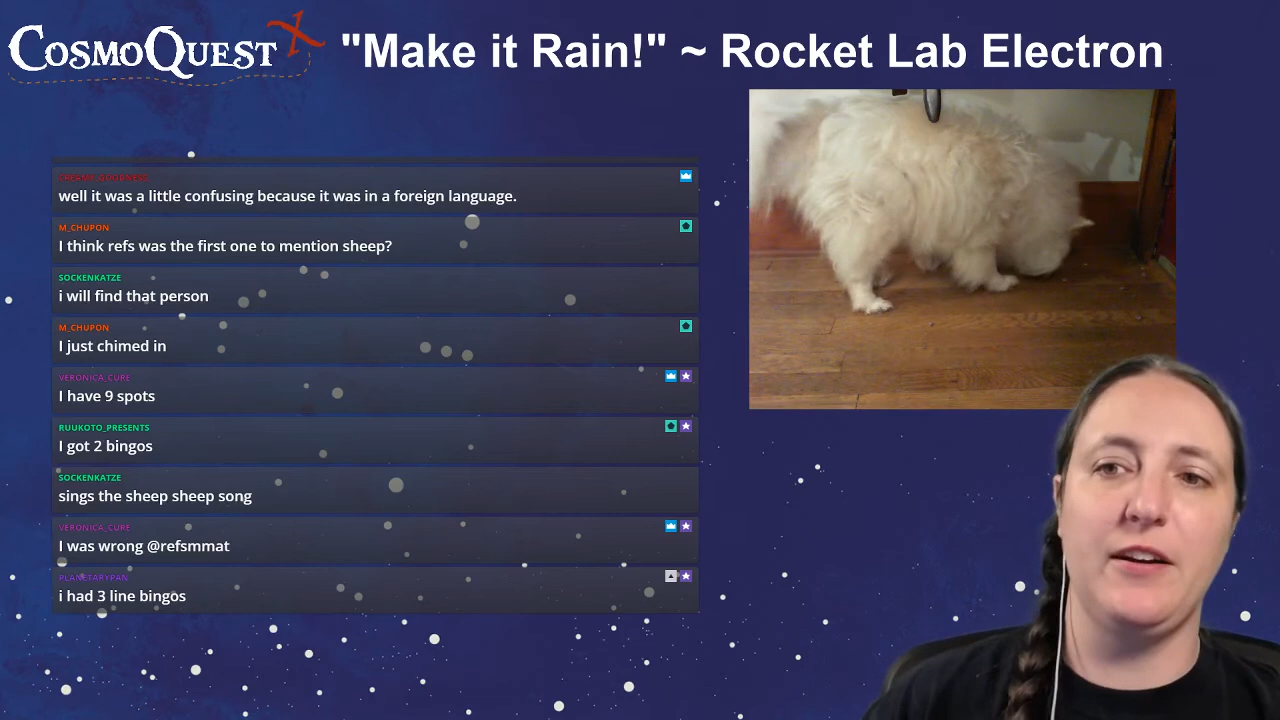 CosmoQuest X
"Make it Rain!" ~ Rocket Lab Electron
CREAMY_GOODNESS
well it was a little confusing because it was in a foreign language.
M_CHUPON
I think refs was the first one to mention sheep?
SOCKENKATZE
i will find that person
M_CHUPON
I just chimed in
VERONICA_CURE
I have 9 spots
RUUKOTO_PRESENTS
I got 2 bingos
SOCKENKATZE
sings the sheep sheep song
VERONICA_CURE
I was wrong @refsmmat
PLANETARYPAN
i had 3 line bingos